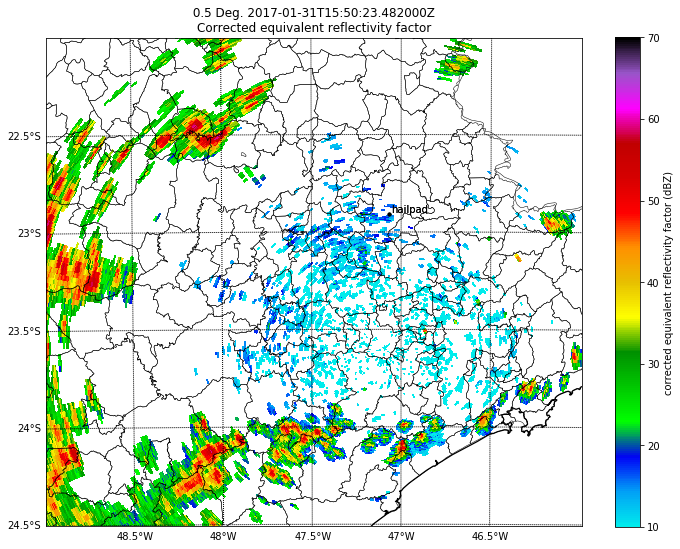 0.5 Deg. 2017-01-31T15:50:23.482000Z
Corrected equivalent reflectivity factor
70
60
50
40
30
20
10
corrected equivalent reflectivity factor (dBZ)
22.5°S
23°S
23.5°S
24°S
24.5°S
hailpad
48.5°W
48°W
47.5°W
47°W
46.5°W